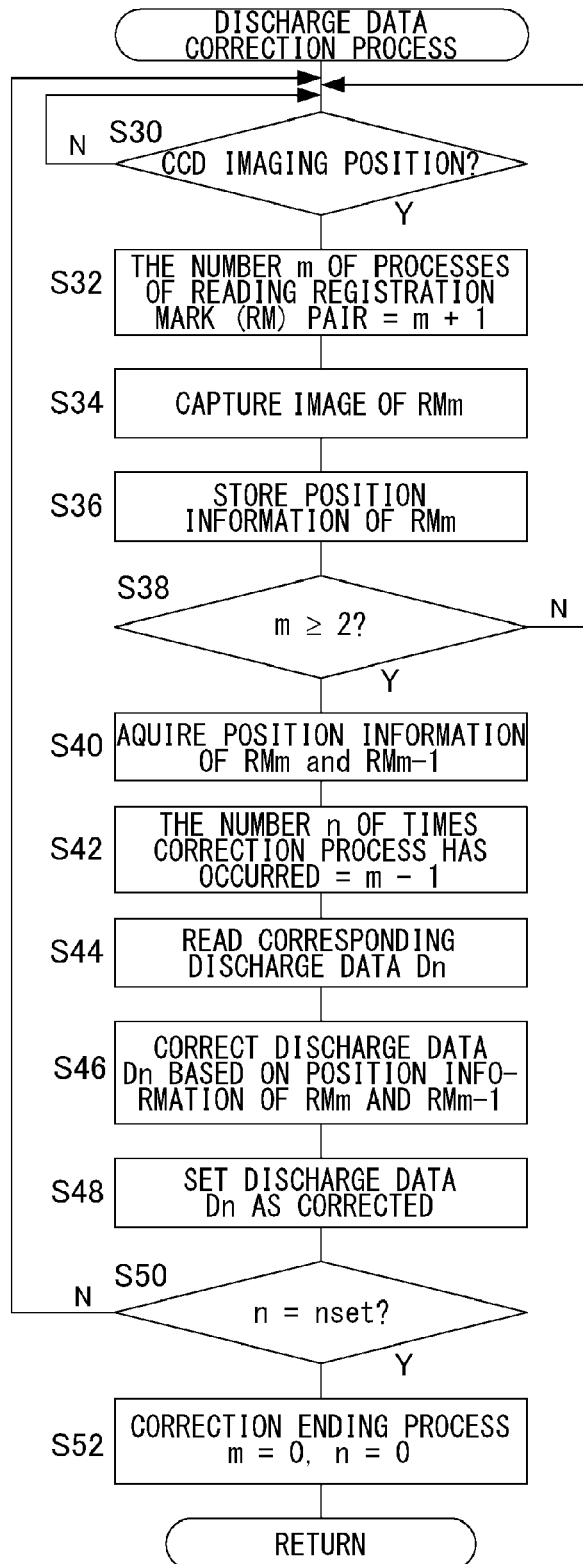 DISCHARGE DATA
CORRECTION PROCESS
S30
N
CCD IMAGING POSITION?
Y
S32
THE NUMBER m OF PROCESSES
OF READING REGISTRATION
MARK (RM) PAIR = m + 1
S34
CAPTURE IMAGE OF RMm
S36
STORE POSITION
INFORMATION OF RMm
S38
m ≥ 2?
N
Y
S40
AQUIRE POSITION INFORMATION
OF RMm and RMm-1
S42
THE NUMBER n OF TIMES
CORRECTION PROCESS HAS
OCCURRED = m - 1
S44
READ CORRESPONDING
DISCHARGE DATA Dn
S46
CORRECT DISCHARGE DATA
Dn BASED ON POSITION INFO-
RMATION OF RMm AND RMm-1
S48
SET DISCHARGE DATA
Dn AS CORRECTED
S50
N
n = nset?
Y
S52
CORRECTION ENDING PROCESS
m = 0, n = 0
RETURN